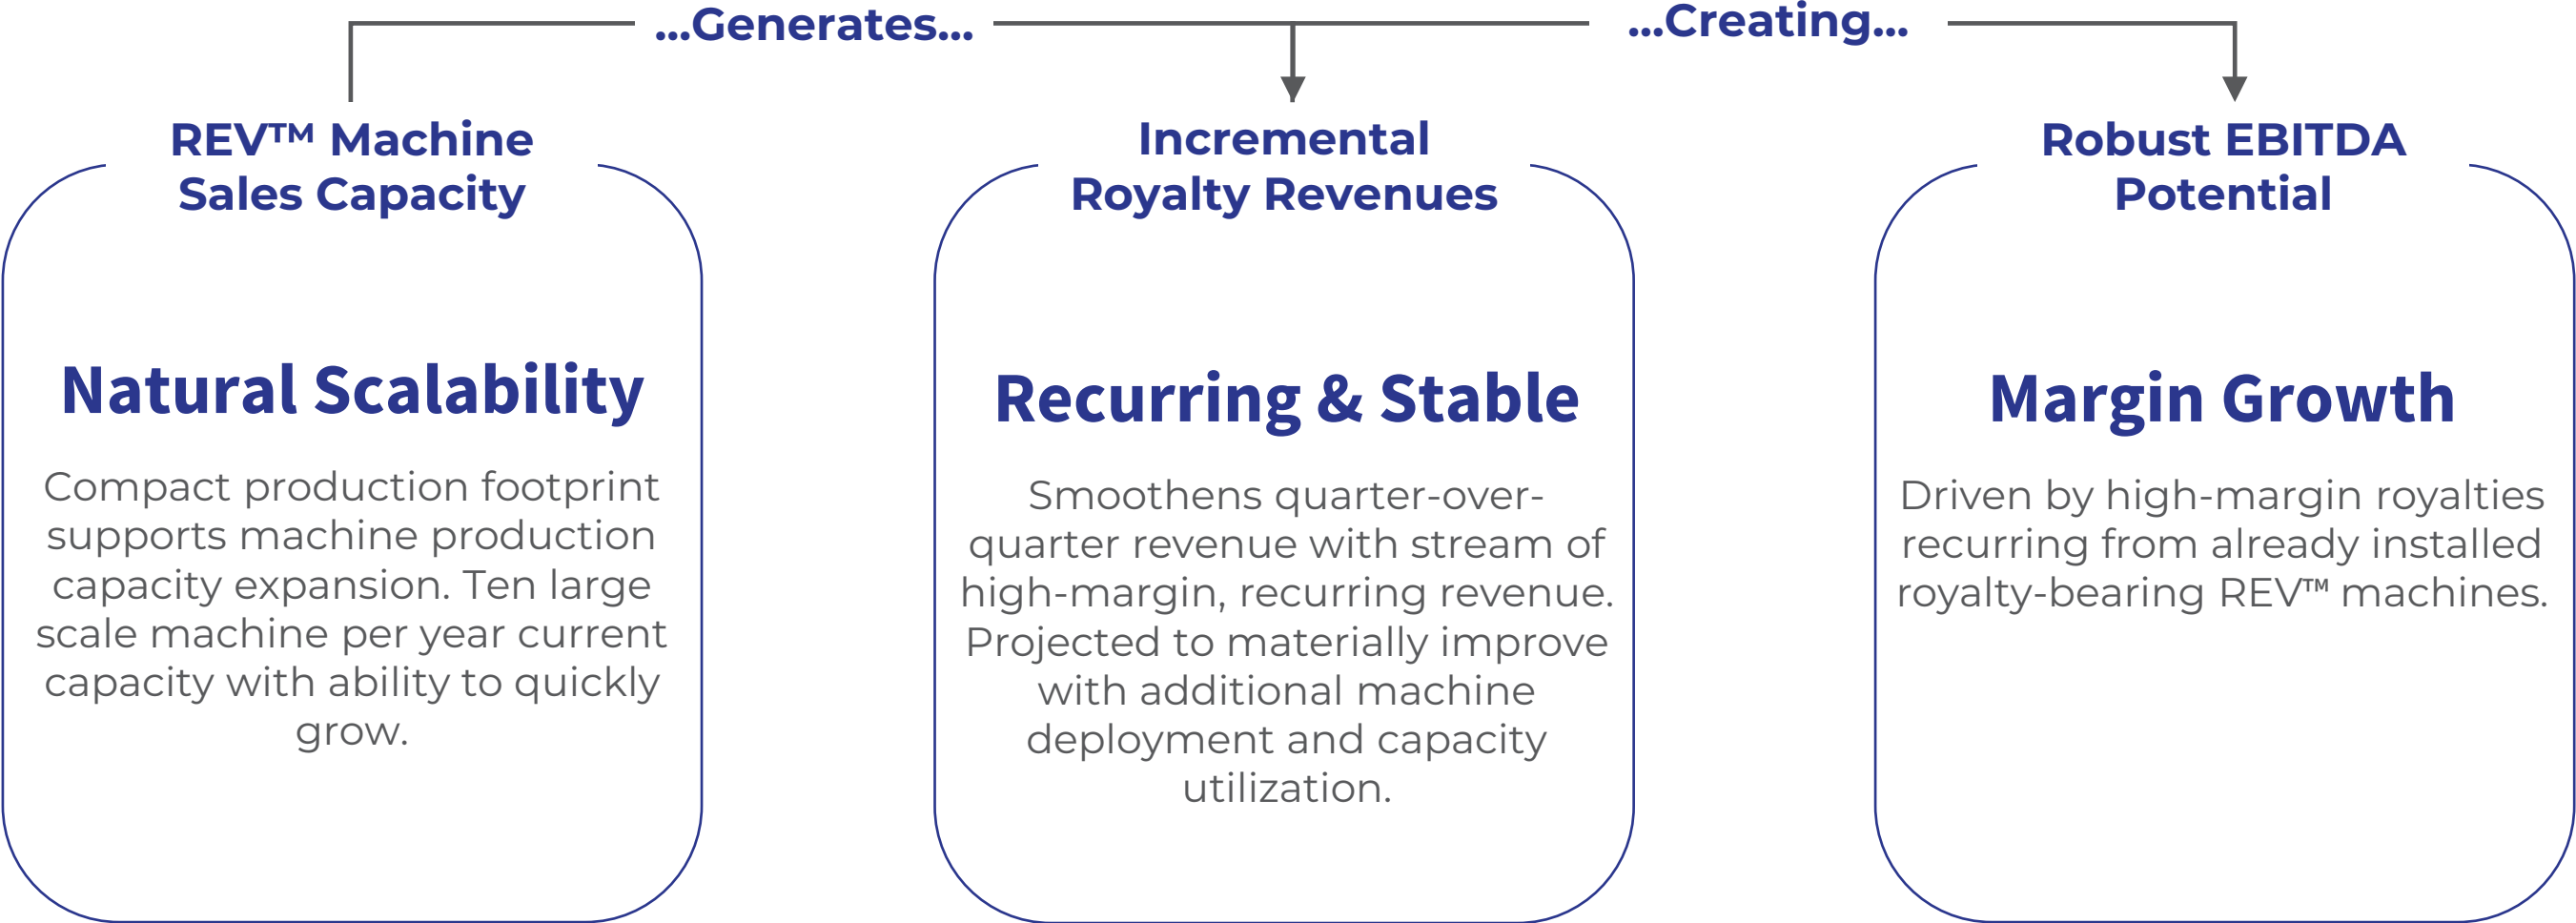 ...Generates...
...Creating...
REV™ Machine
Sales Capacity
Natural Scalability
Compact production footprint
supports machine production
capacity expansion. Ten large
scale machine per year current
capacity with ability to quickly
grow.
Incremental
Royalty Revenues
Recurring & Stable
Smoothens quarter-over-
quarter revenue with stream of
high-margin, recurring revenue.
Projected to materially improve
with additional machine
deployment and capacity
utilization.
Robust EBITDA
Potential
Margin Growth
Driven by high-margin royalties
recurring from already installed
royalty-bearing REV™ machines.